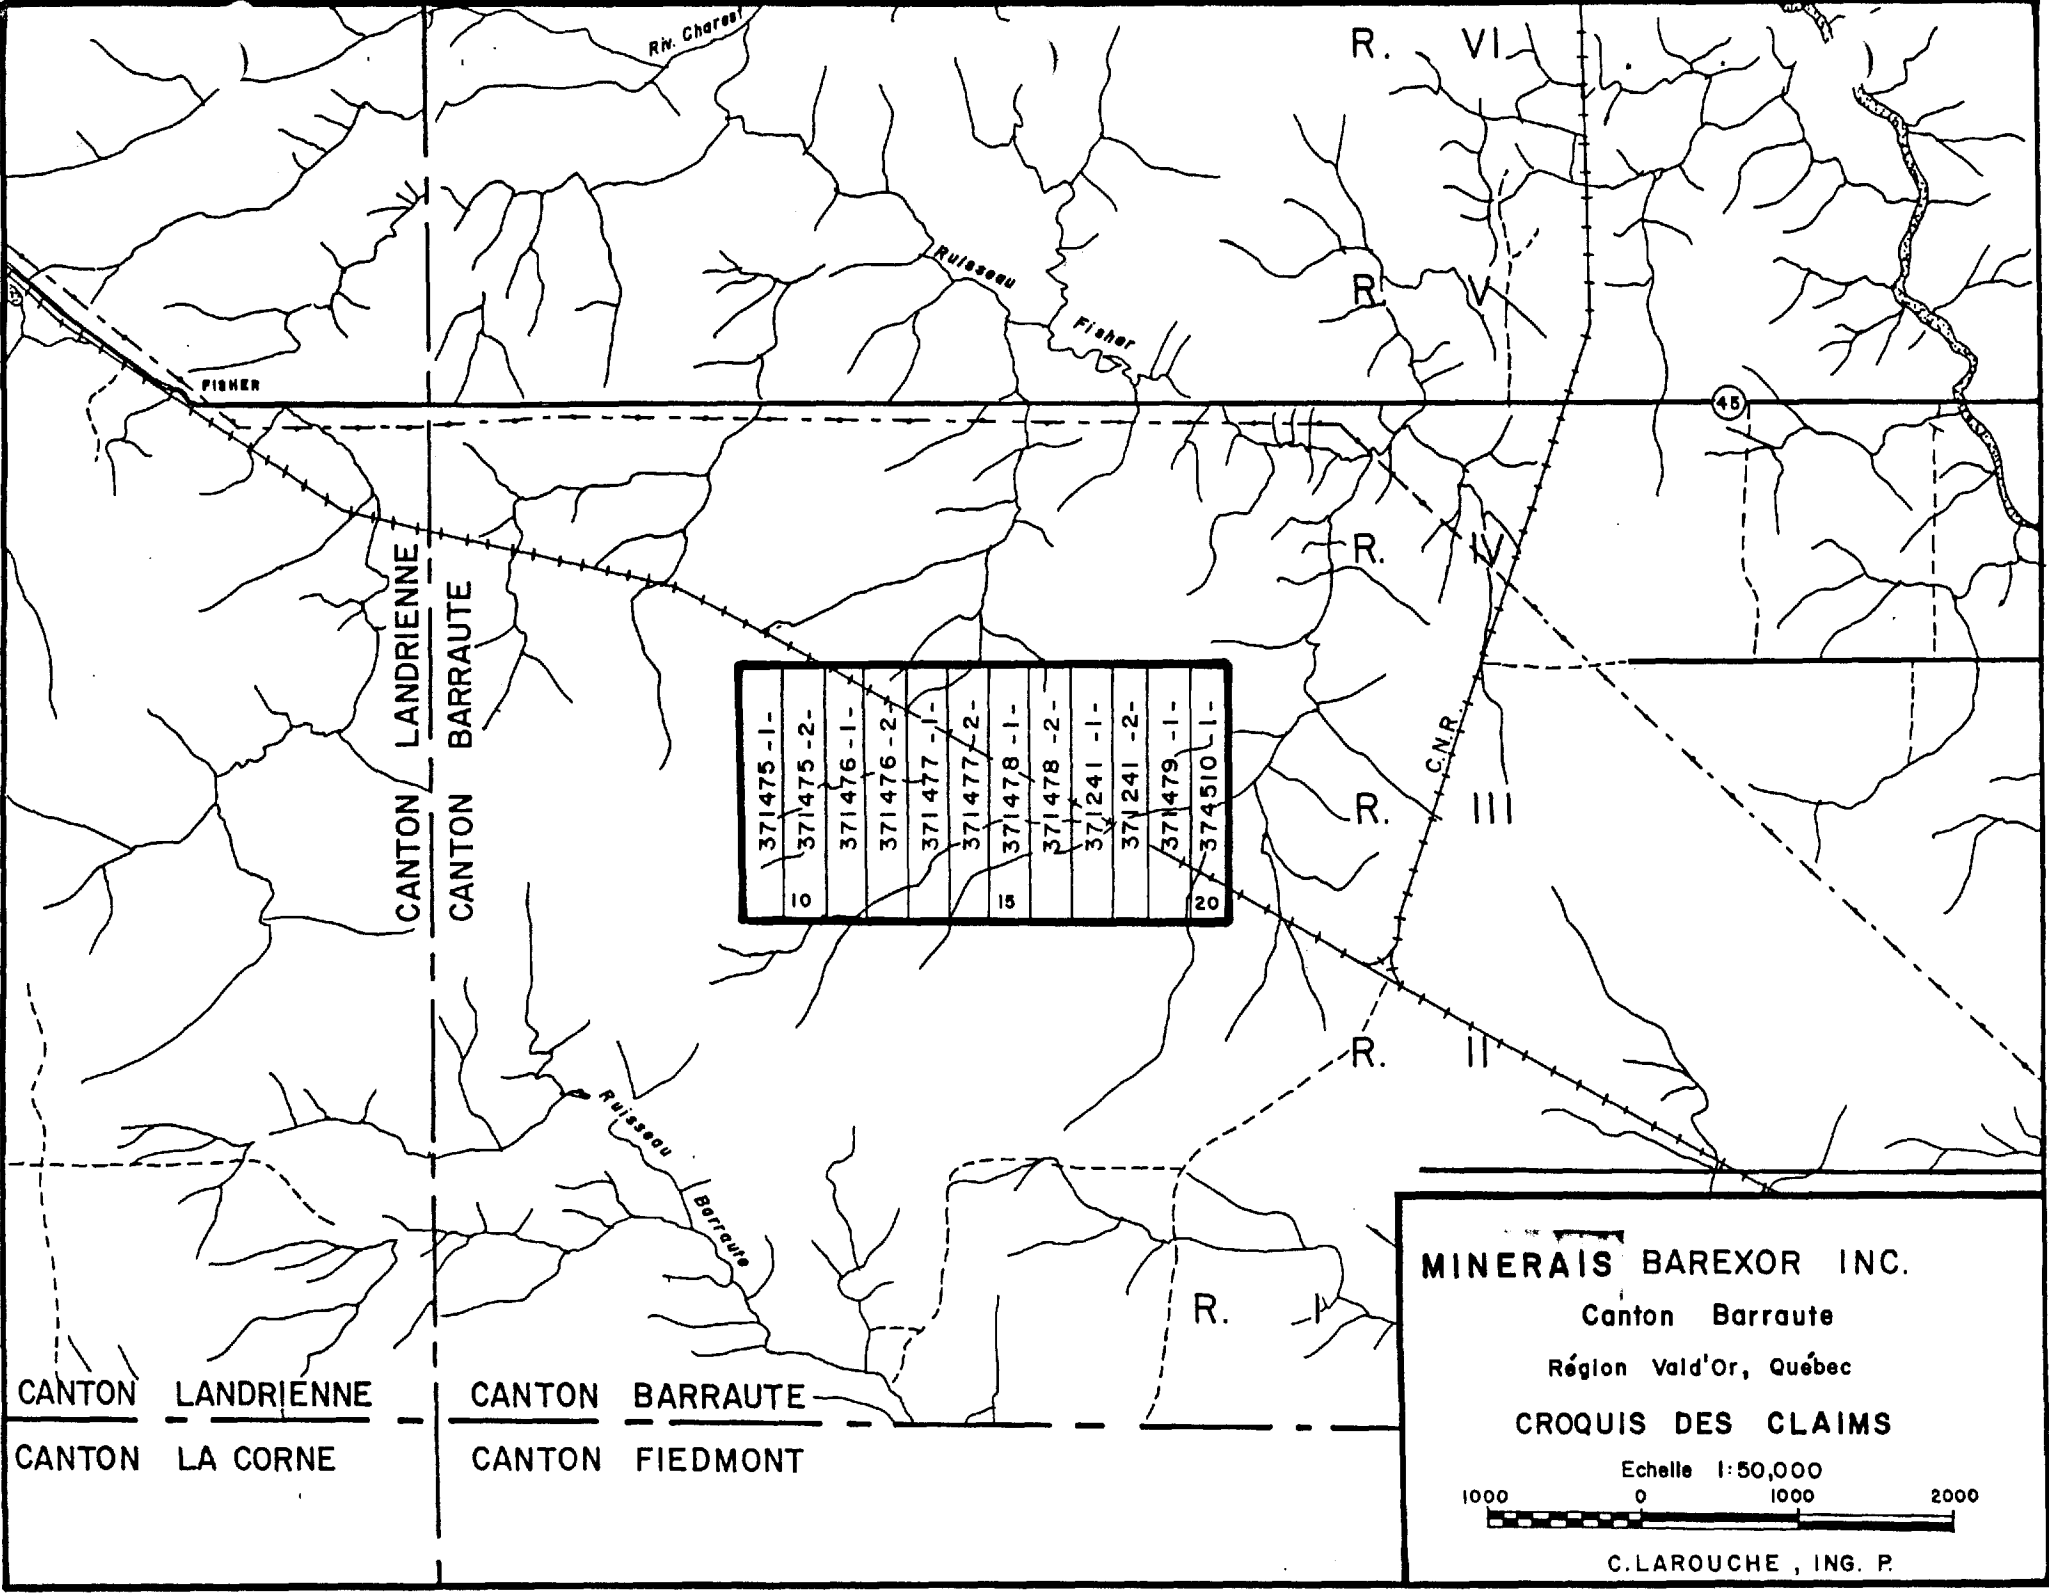 Riv. Charest
R. VI
Ruisseau
Fisher
R. V
FISHER
45
R. IV
CANTON LANDRIENNE
CANTON BARRAUTE
371475-1-
371475-2-
371476-1-
371476-2-
371477-1-
371477-2-
371478-1-
371478-2-
371241-1-
371241-2-
371479-1-
374510-1-
10
15
20
C.N.R.
R. III
R. II
Ruisseau
Barraute
R. I
CANTON LANDRIENNE
CANTON BARRAUTE
CANTON LA CORNE
CANTON FIEDMONT
MINERAIS BAREXOR INC.
Canton Barraute
Région Vald'Or, Québec
CROQUIS DES CLAIMS
Echelle 1:50,000
1000 0 1000 2000
C.LAROUCHE, ING. P.